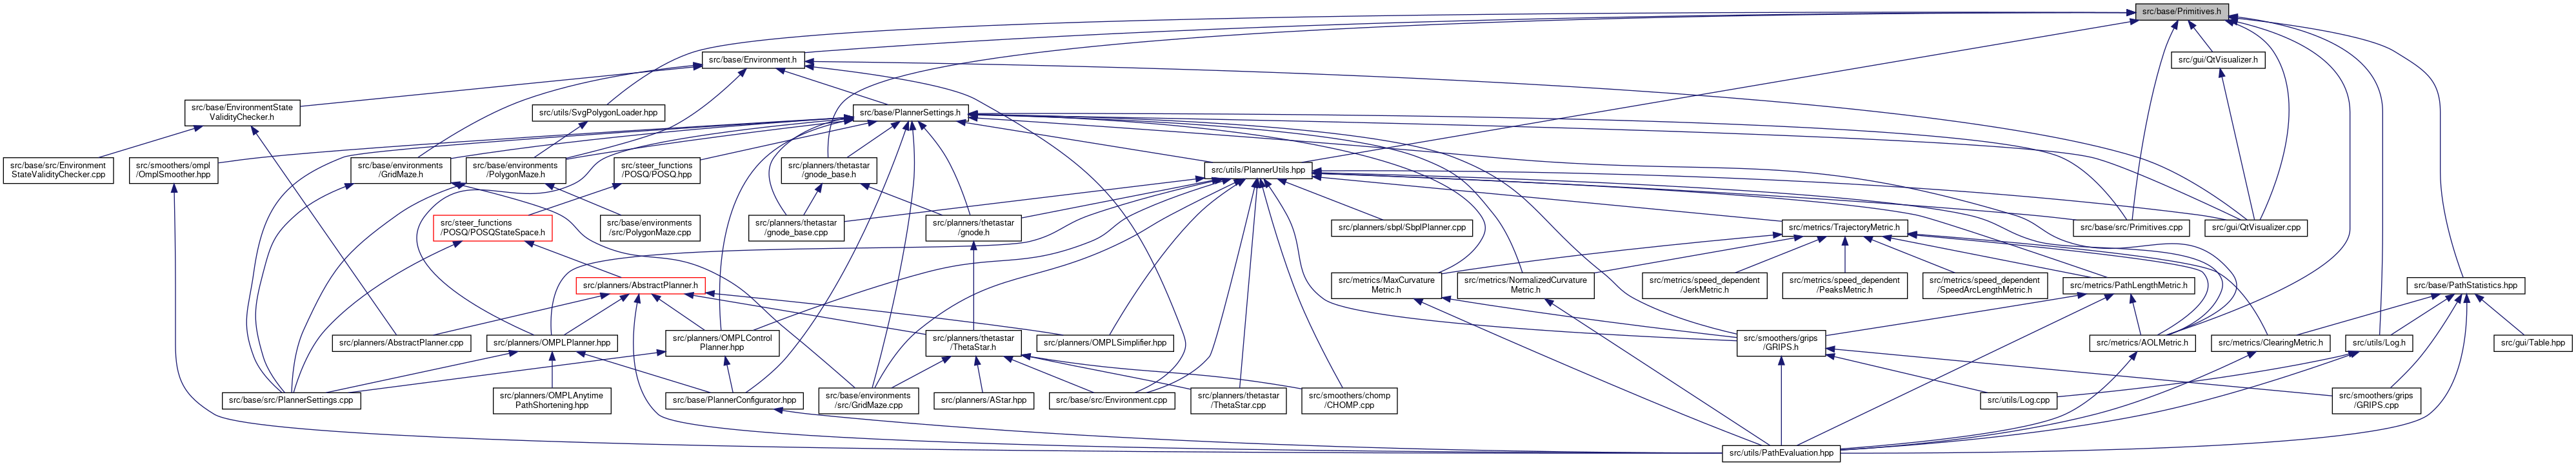 src/base/Primitives.h
src/base/Environment.h
src/gui/QtVisualizer.h
src/base/EnvironmentState
ValidityChecker.h
src/utils/SvgPolygonLoader.hpp
src/base/PlannerSettings.h
src/base/src/Environment
StateValidityChecker.cpp
src/smoothers/ompl
/OmplSmoother.hpp
src/base/environments
/GridMaze.h
src/base/environments
/PolygonMaze.h
src/steer_functions
/POSQ/POSQ.hpp
src/planners/thetastar
/gnode_base.h
src/utils/PlannerUtils.hpp
src/steer_functions
/POSQ/POSQStateSpace.h
src/base/environments
/src/PolygonMaze.cpp
src/planners/thetastar
/gnode_base.cpp
src/planners/thetastar
/gnode.h
src/planners/sbpl/SbplPlanner.cpp
src/metrics/TrajectoryMetric.h
src/base/src/Primitives.cpp
src/gui/QtVisualizer.cpp
src/planners/AbstractPlanner.h
src/metrics/MaxCurvature
Metric.h
src/metrics/NormalizedCurvature
Metric.h
src/metrics/speed_dependent
/JerkMetric.h
src/metrics/speed_dependent
/PeaksMetric.h
src/metrics/speed_dependent
/SpeedArcLengthMetric.h
src/metrics/PathLengthMetric.h
src/base/PathStatistics.hpp
src/planners/AbstractPlanner.cpp
src/planners/OMPLPlanner.hpp
src/planners/OMPLControl
Planner.hpp
src/planners/thetastar
/ThetaStar.h
src/planners/OMPLSimplifier.hpp
src/smoothers/grips
/GRIPS.h
src/metrics/AOLMetric.h
src/metrics/ClearingMetric.h
src/utils/Log.h
src/gui/Table.hpp
src/base/src/PlannerSettings.cpp
src/planners/OMPLAnytime
PathShortening.hpp
src/base/PlannerConfigurator.hpp
src/base/environments
/src/GridMaze.cpp
src/planners/AStar.hpp
src/base/src/Environment.cpp
src/planners/thetastar
/ThetaStar.cpp
src/smoothers/chomp
/CHOMP.cpp
src/utils/Log.cpp
src/smoothers/grips
/GRIPS.cpp
src/utils/PathEvaluation.hpp